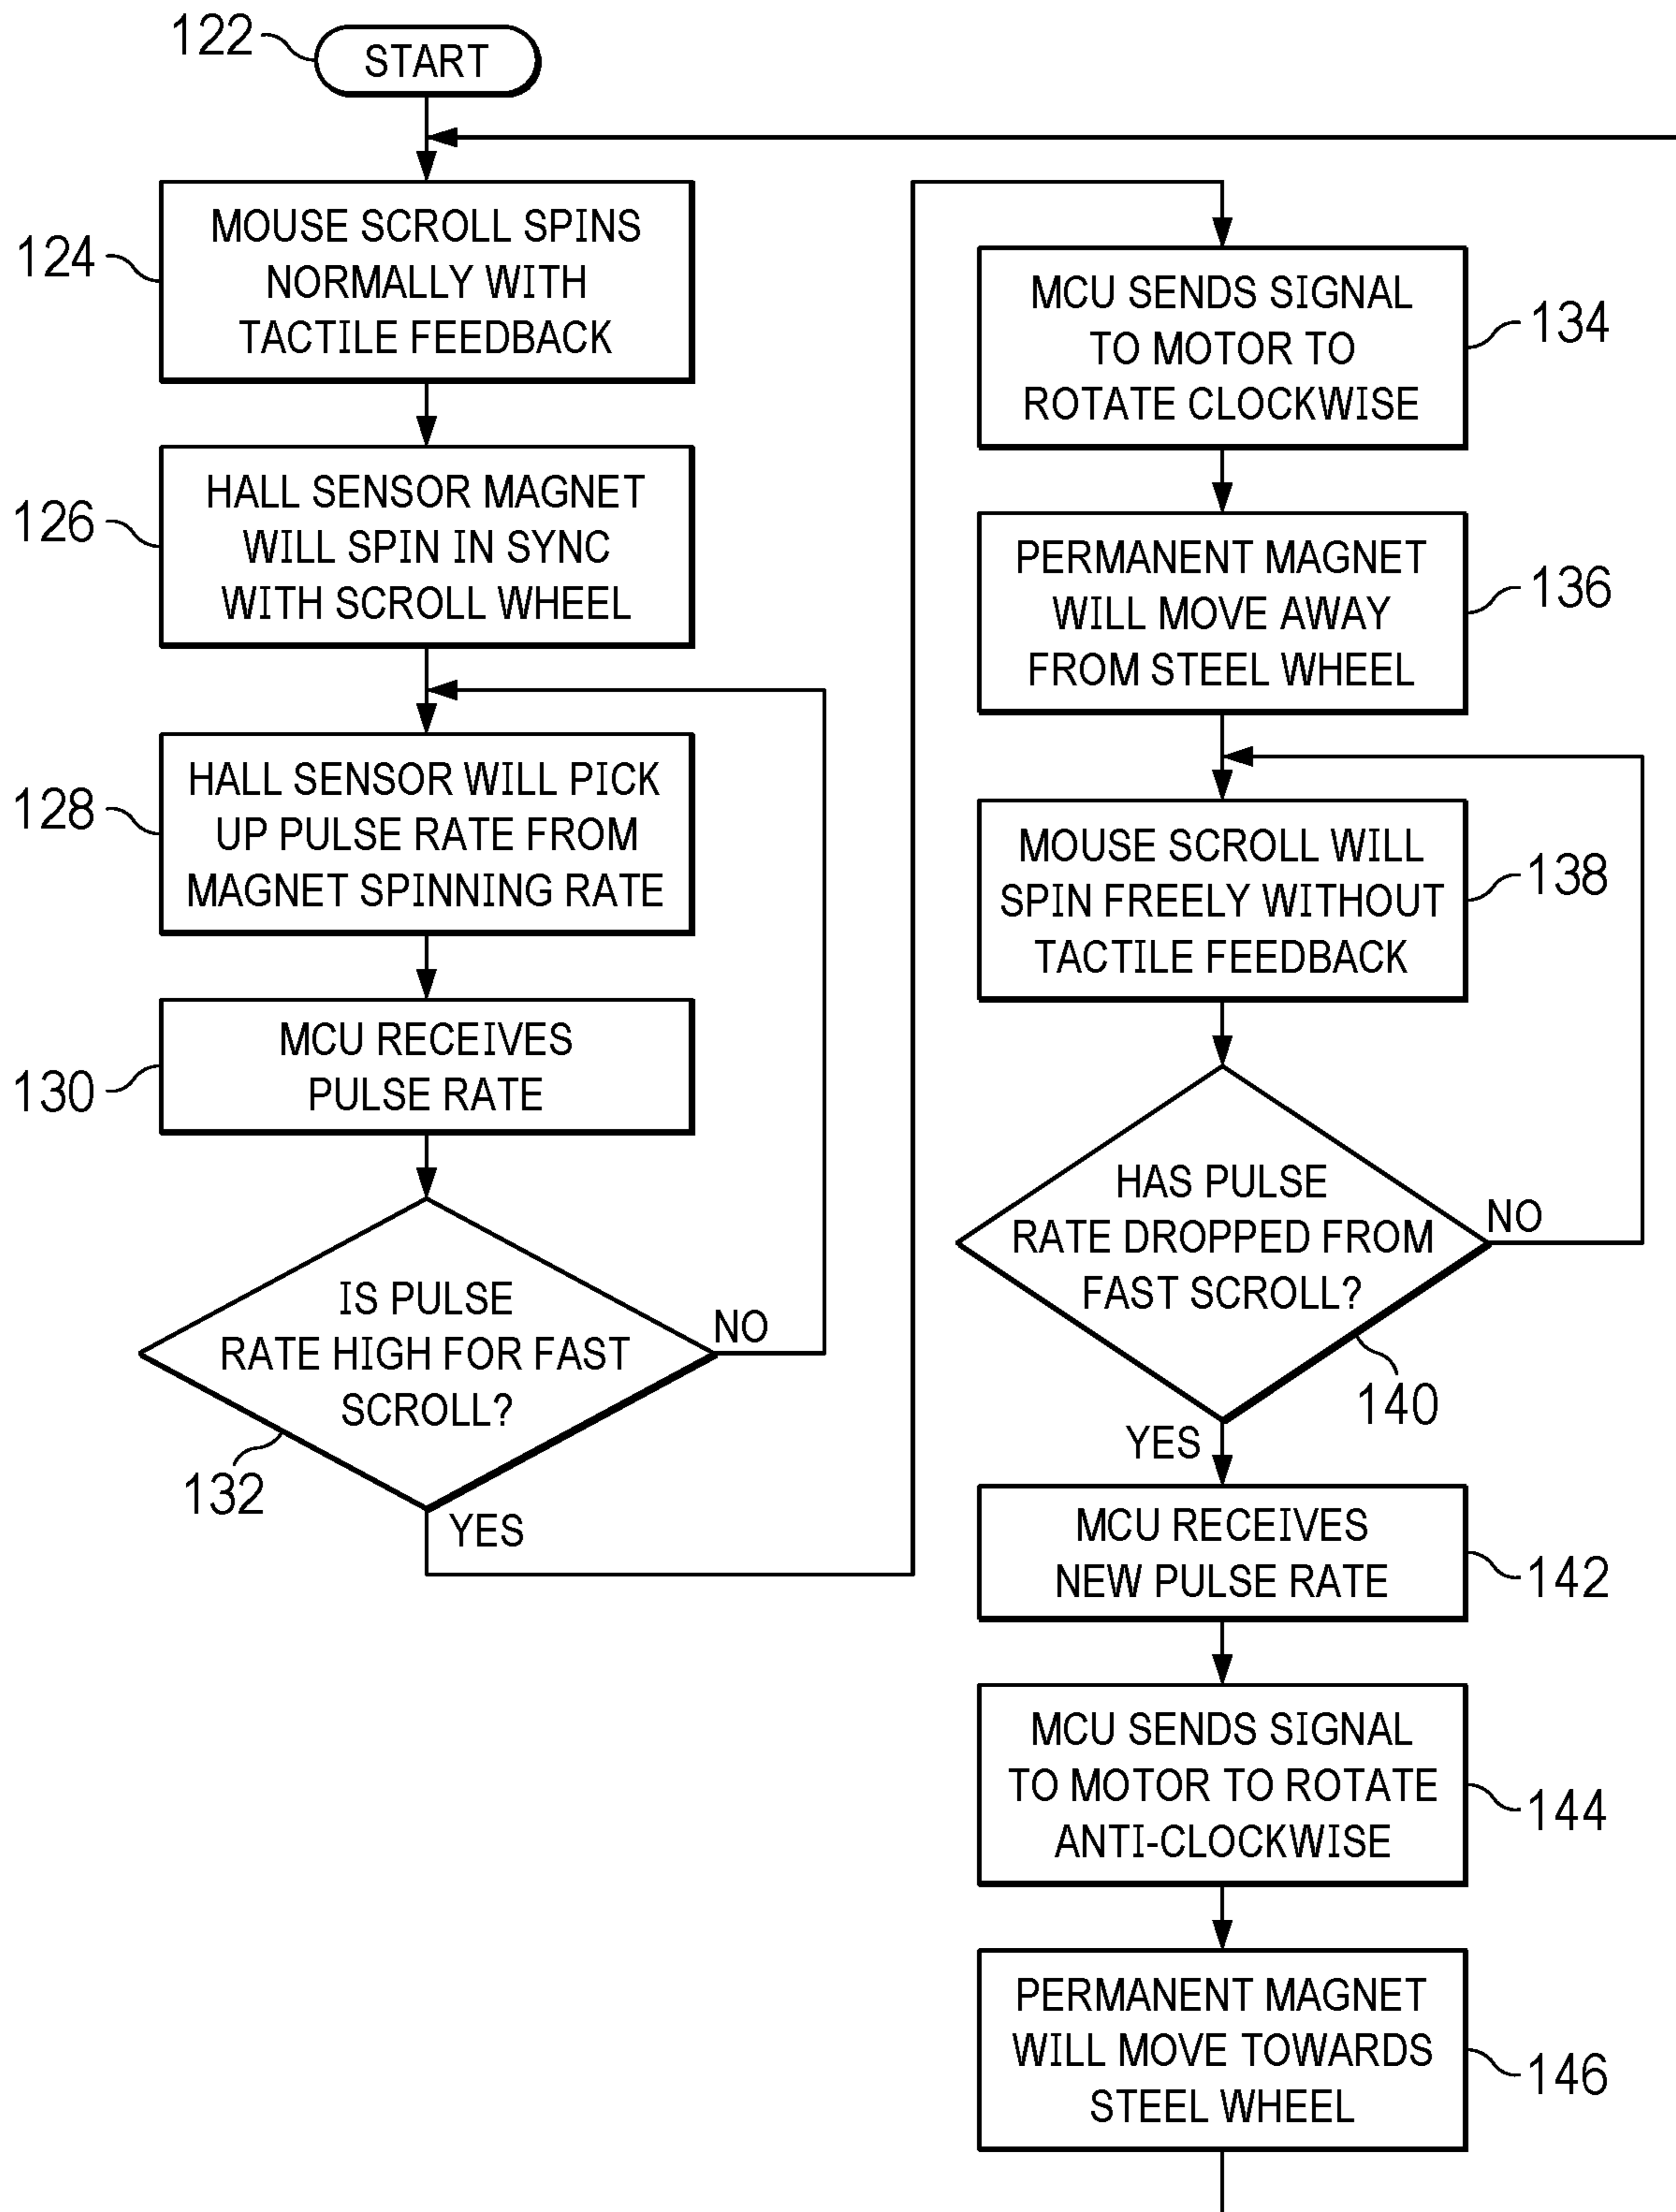 122
START
124
MOUSE SCROLL SPINS
NORMALLY WITH
TACTILE FEEDBACK
126
HALL SENSOR MAGNET
WILL SPIN IN SYNC
WITH SCROLL WHEEL
128
HALL SENSOR WILL PICK
UP PULSE RATE FROM
MAGNET SPINNING RATE
130
MCU RECEIVES
PULSE RATE
IS PULSE
RATE HIGH FOR FAST
SCROLL?
NO
132
YES
MCU SENDS SIGNAL
TO MOTOR TO
ROTATE CLOCKWISE
134
PERMANENT MAGNET
WILL MOVE AWAY
FROM STEEL WHEEL
136
MOUSE SCROLL WILL
SPIN FREELY WITHOUT
TACTILE FEEDBACK
138
HAS PULSE
RATE DROPPED FROM
FAST SCROLL?
NO
140
YES
MCU RECEIVES
NEW PULSE RATE
142
MCU SENDS SIGNAL
TO MOTOR TO ROTATE
ANTI-CLOCKWISE
144
PERMANENT MAGNET
WILL MOVE TOWARDS
STEEL WHEEL
146